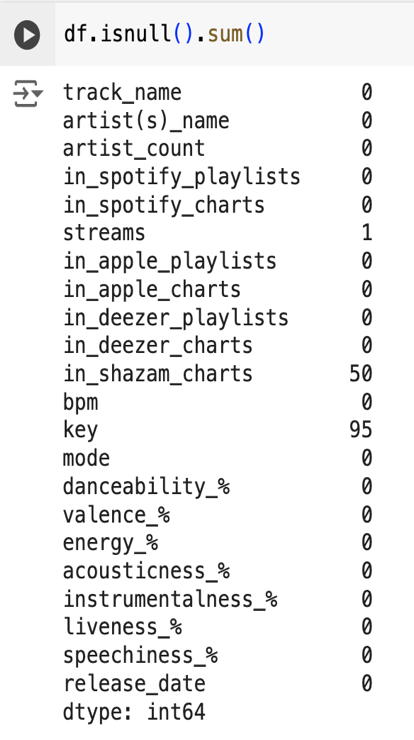 df.isnull().sum()
track_name 0
artist(s)_name 0
artist_count 0
in_spotify_playlists 0
in_spotify_charts 0
streams 1
in_apple_playlists 0
in_apple_charts 0
in_deezer_playlists 0
in_deezer_charts 0
in_shazam_charts 50
bpm 0
key 95
mode 0
danceability_% 0
valence_% 0
energy_% 0
acousticness_% 0
instrumentalness_% 0
liveness_% 0
speechiness_% 0
release_date 0
dtype: int64